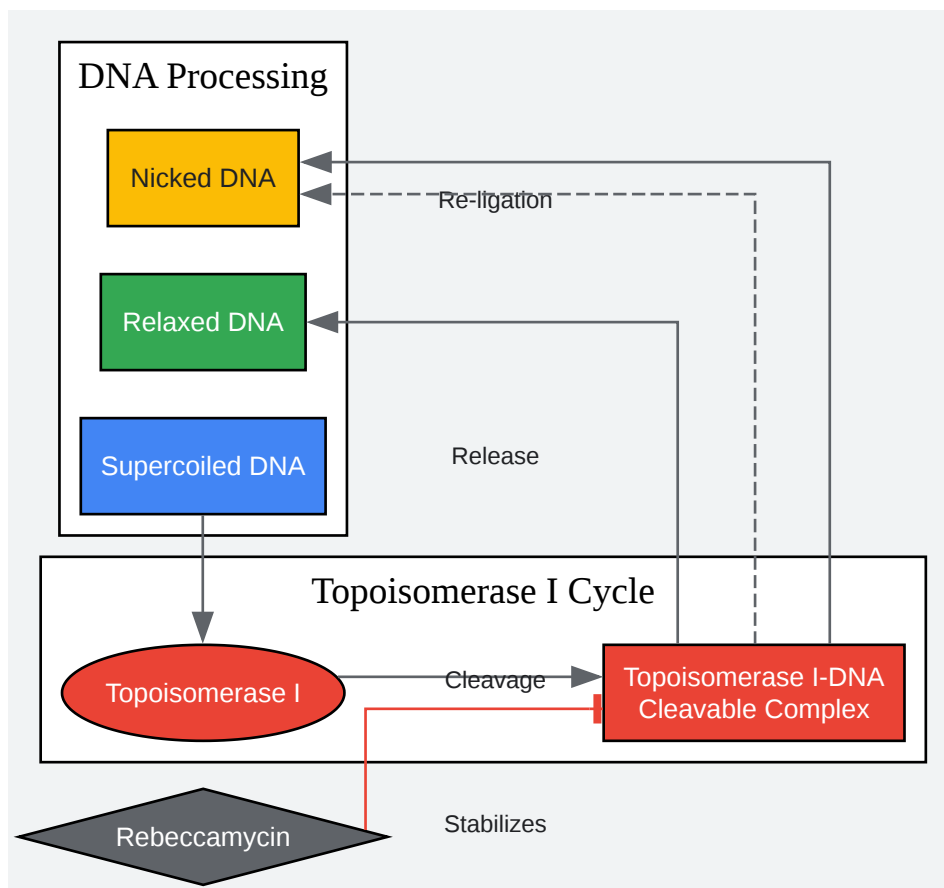 DNA Processing
Nicked DNA
Re-ligation
Relaxed DNA
Release
Supercoiled DNA
Topoisomerase I Cycle
Topoisomerase I
Cleavage
Topoisomerase I-DNA
Cleavable Complex
Rebeccamycin
Stabilizes